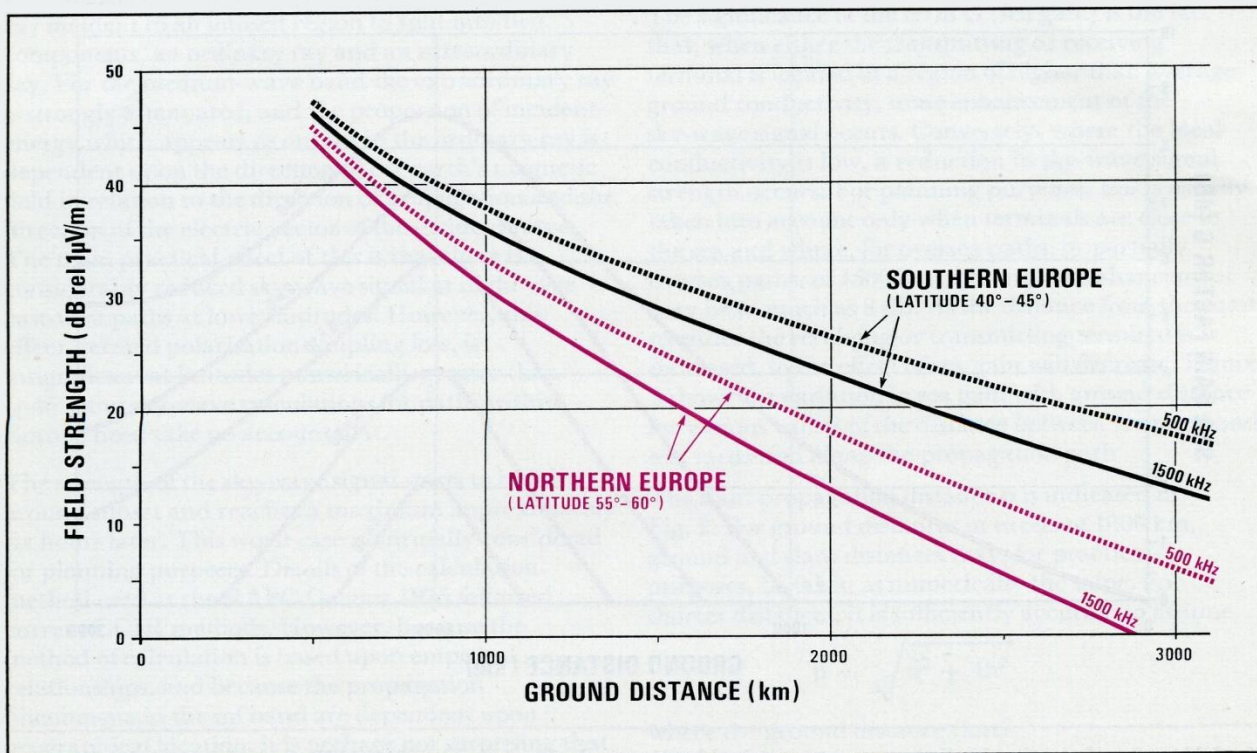 FIELD STRENGTH, dB rel 1µV/m)
50
40
30
20
10
0
0
1000
2000
3000
GROUND DISTANCE (km)
SOUTHERN EUROPE
(LATITUDE 40°–45°)
NORTHERN EUROPE
(LATITUDE 55°–60°)
500 kHz
1500 kHz
500 kHz
1500 kHz